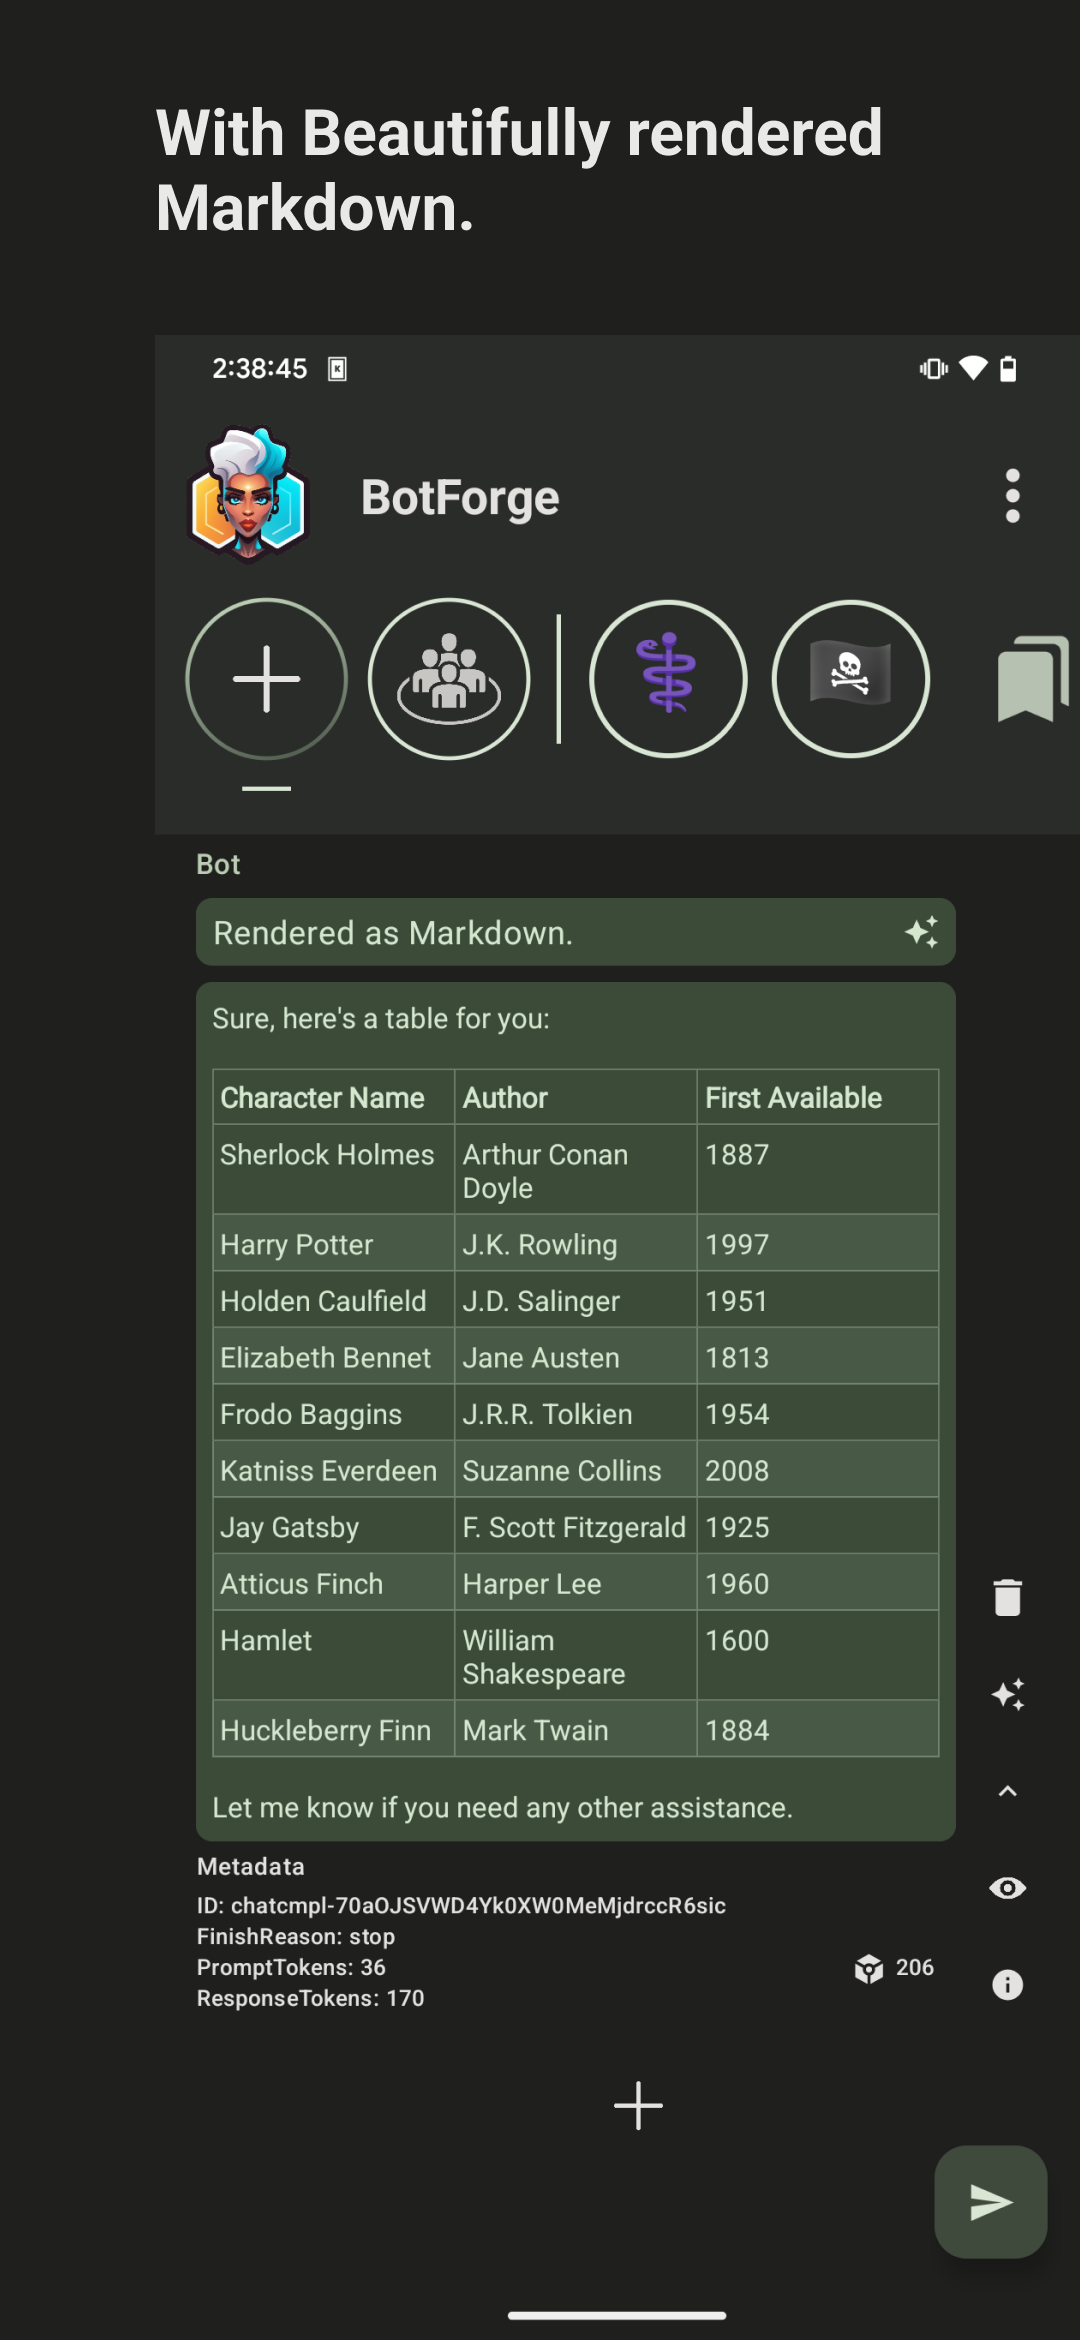 With Beautifully rendered
Markdown.
2:38:45
BotForge
Bot
Rendered as Markdown.
Sure, here's a table for you:
Character Name Author First Available
Sherlock Holmes Arthur Conan 1887
Doyle
Harry Potter J.K. Rowling 1997
Holden Caulfield J.D. Salinger 1951
Elizabeth Bennet Jane Austen 1813
Frodo Baggins J.R.R. Tolkien 1954
Katniss Everdeen Suzanne Collins 2008
Jay Gatsby F. Scott Fitzgerald 1925
Atticus Finch Harper Lee 1960
Hamlet William 1600
Shakespeare
Huckleberry Finn Mark Twain 1884
Let me know if you need any other assistance.
Metadata
ID: chatcmpl-70aOJSVWD4Yk0XW0MeMjdrccR6sic
FinishReason: stop
PromptTokens: 36
206
ResponseTokens: 170